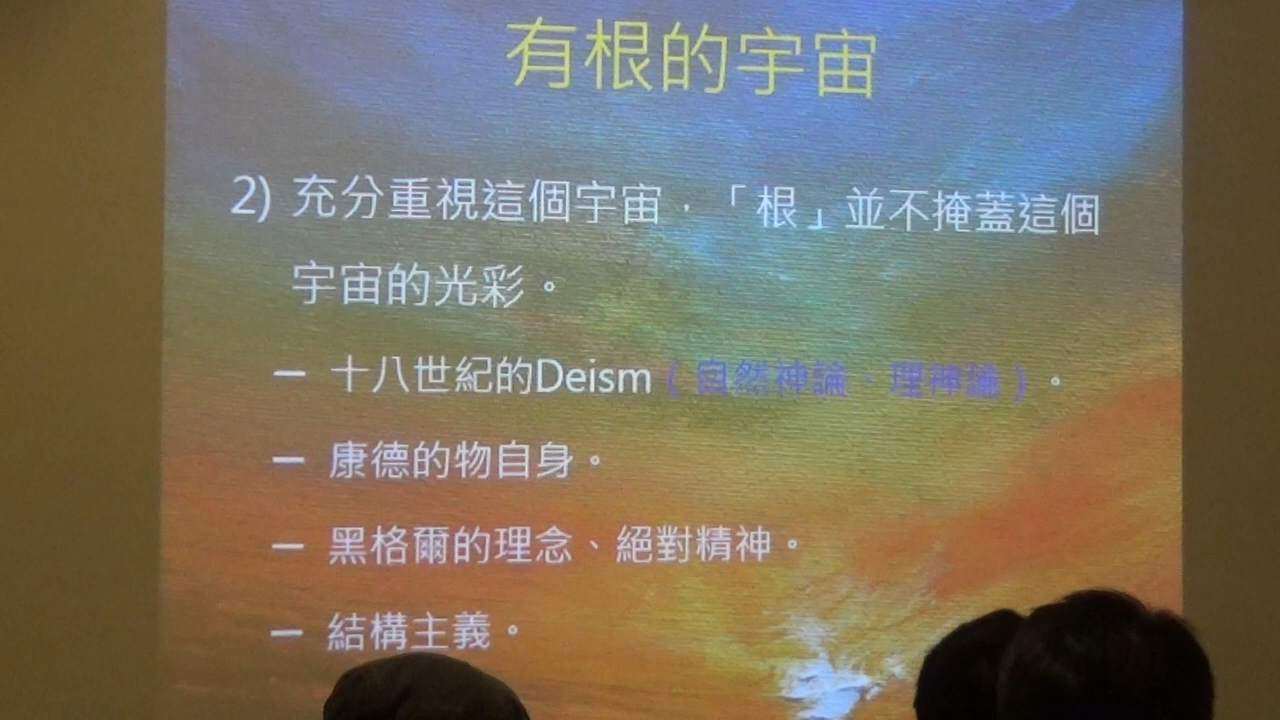 有根的宇宙
2) 充分重視這個宇宙，「根」並不掩蓋這個
宇宙的光彩。
– 十八世紀的Deism（自然神論、理神論）。
– 康德的物自身。
– 黑格爾的理念、絕對精神。
– 結構主義。